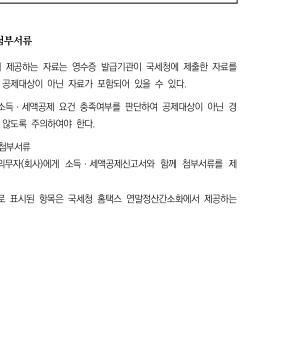 첨부서류
제공하는 자료는 영수증 발급기관이 국세청에 제출한 자료를
공제대상이 아닌 자료가 포함되어 있을 수 있다.
소득 · 세액공제 요건 충족여부를 판단하여 공제대상이 아닌 경
않도록 주의하여야 한다.
첨부서류
의무자(회사)에게 소득 · 세액공제신고서와 함께 첨부서류를 제
로 표시된 항목은 국세청 홈택스 연말정산간소화에서 제공하는